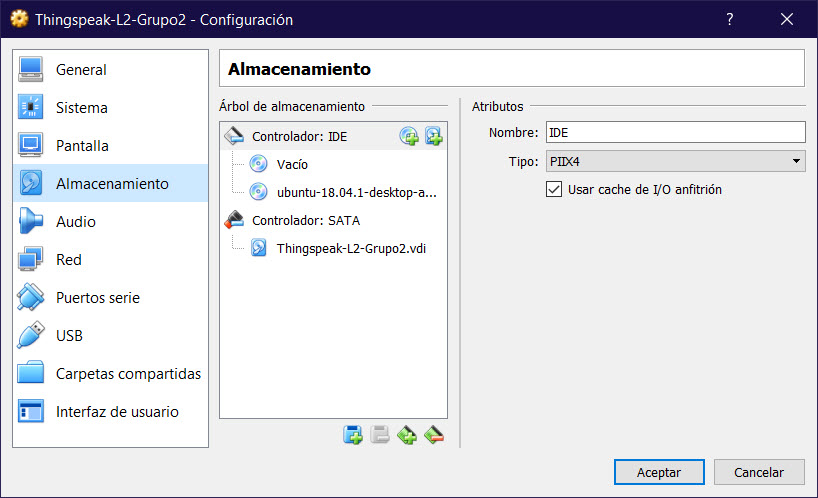 Thingspeak-L2-Grupo2 - Configuración
General
Sistema
Pantalla
Almacenamiento
Audio
Red
Puertos serie
USB
Carpetas compartidas
Interfaz de usuario
Almacenamiento
Árbol de almacenamiento
Controlador: IDE
Vacío
ubuntu-18.04.1-desktop-a...
Controlador: SATA
Thingspeak-L2-Grupo2.vdi
Atributos
Nombre: IDE
Tipo: PIIX4
Usar cache de I/O anfitrión
Aceptar Cancelar